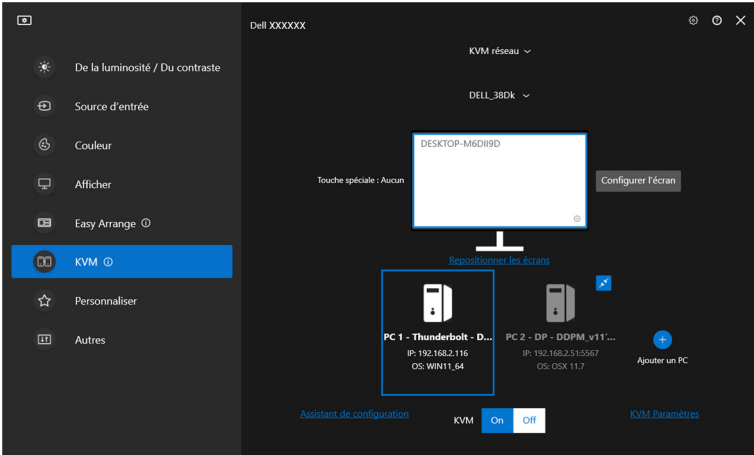 Dell XXXXXX
De la luminosité / Du contraste
Source d'entrée
Couleur
Afficher
Easy Arrange
KVM
Personnaliser
Autres
KVM réseau
DELL_38Dk
DESKTOP-M6DII9D
Touche spéciale : Aucun
Configurer l'écran
Repositionner les écrans
PC 1 - Thunderbolt - D...
IP: 192.168.2.116
OS: WIN11_64
PC 2 - DP - DDPM_v11'...
IP: 192.168.2.51:5567
OS: OSX 11.7
Ajouter un PC
Assistant de configuration
KVM
On
Off
KVM Paramètres